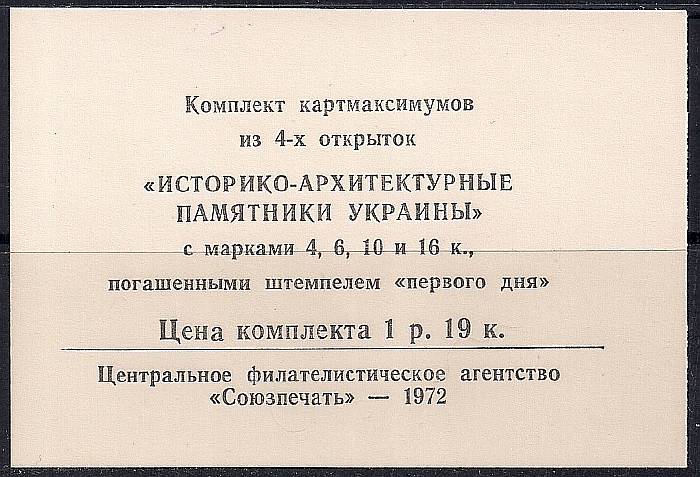 Комплект картмаксимумов
из 4-х открыток
«ИСТОРИКО-АРХИТЕКТУРНЫЕ
ПАМЯТНИКИ УКРАИНЫ»
с марками 4, 6, 10 и 16 к.,
погашенными штемпелем «первого дня»
Цена комплекта 1 р. 19 к.
Центральное филателистическое агентство
«Союзпечать» — 1972